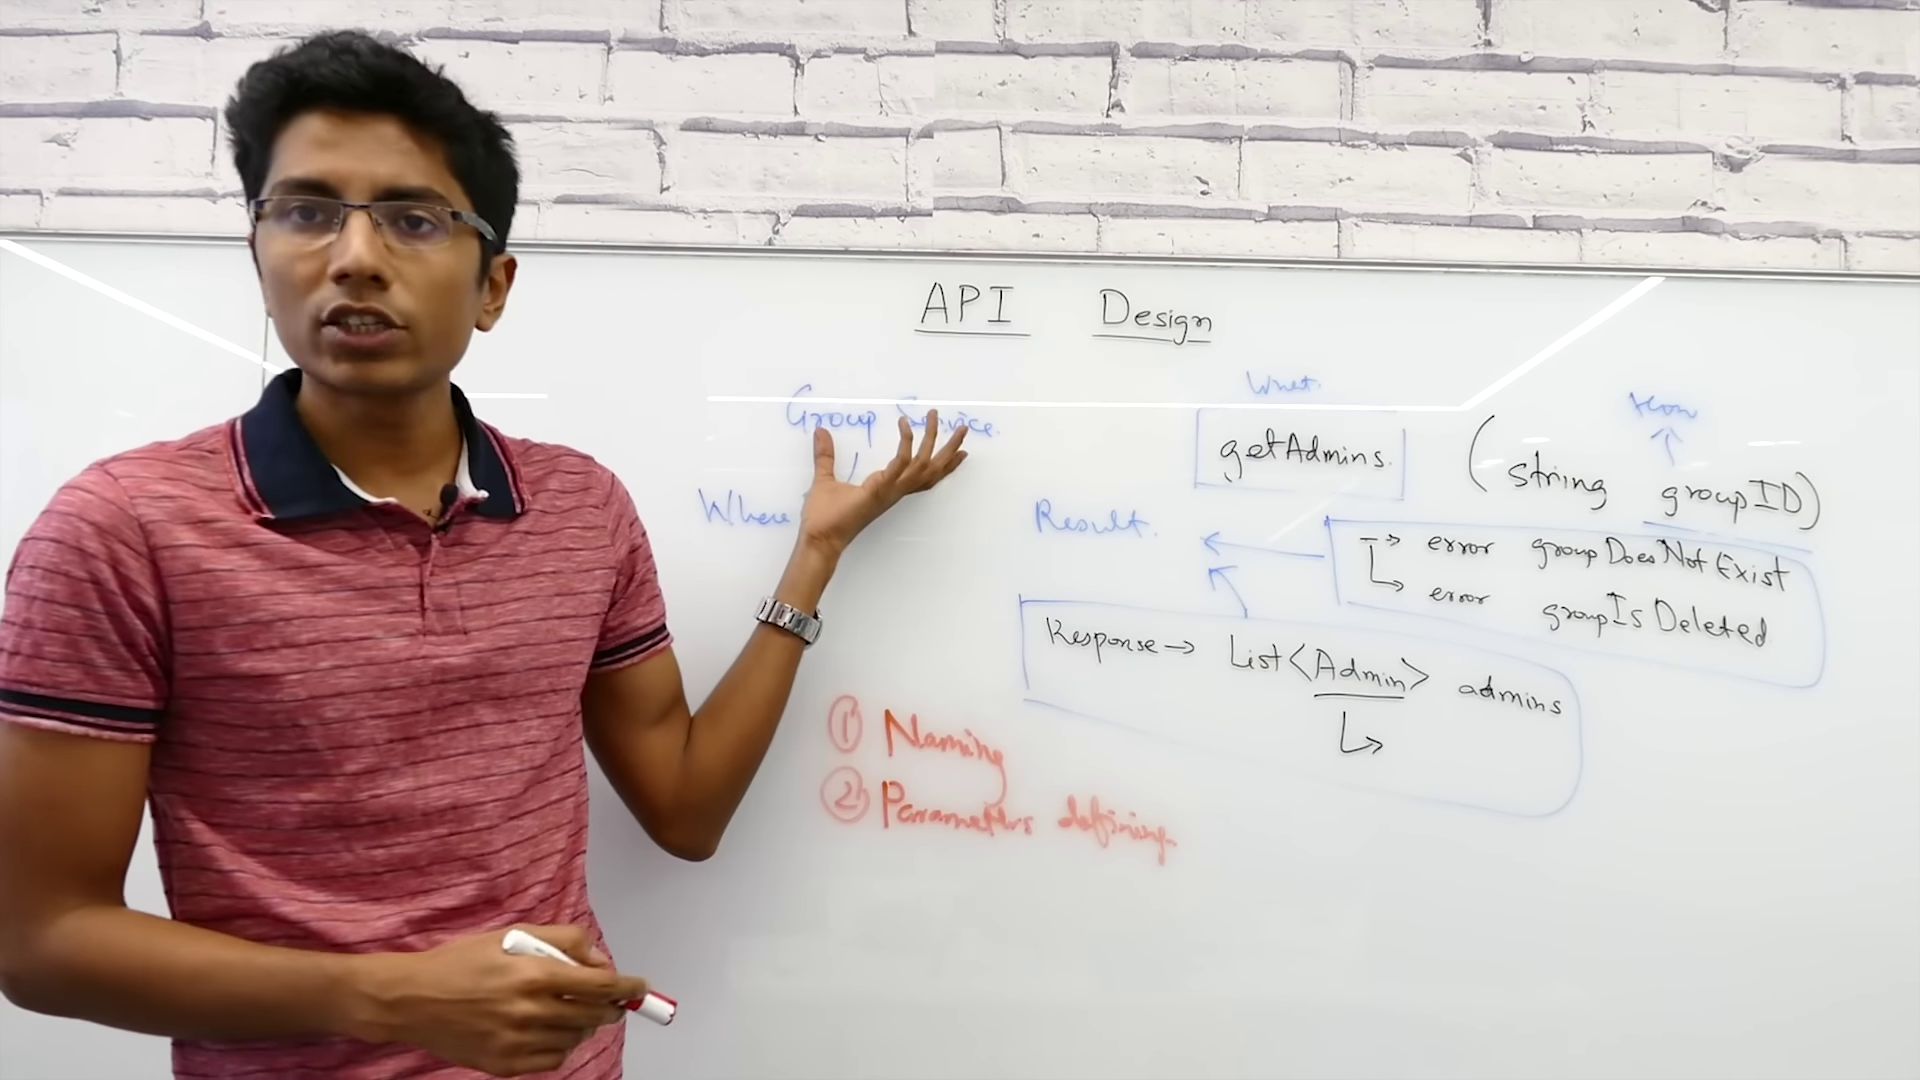 API Design
Group Service.
What.
How
getAdmins.
(string groupID)
Where
Result.
→ error groupDoesNotExist
↳ error groupIsDeleted
Response → List<Admin> admins
↳
① Naming
② Parameters defining.